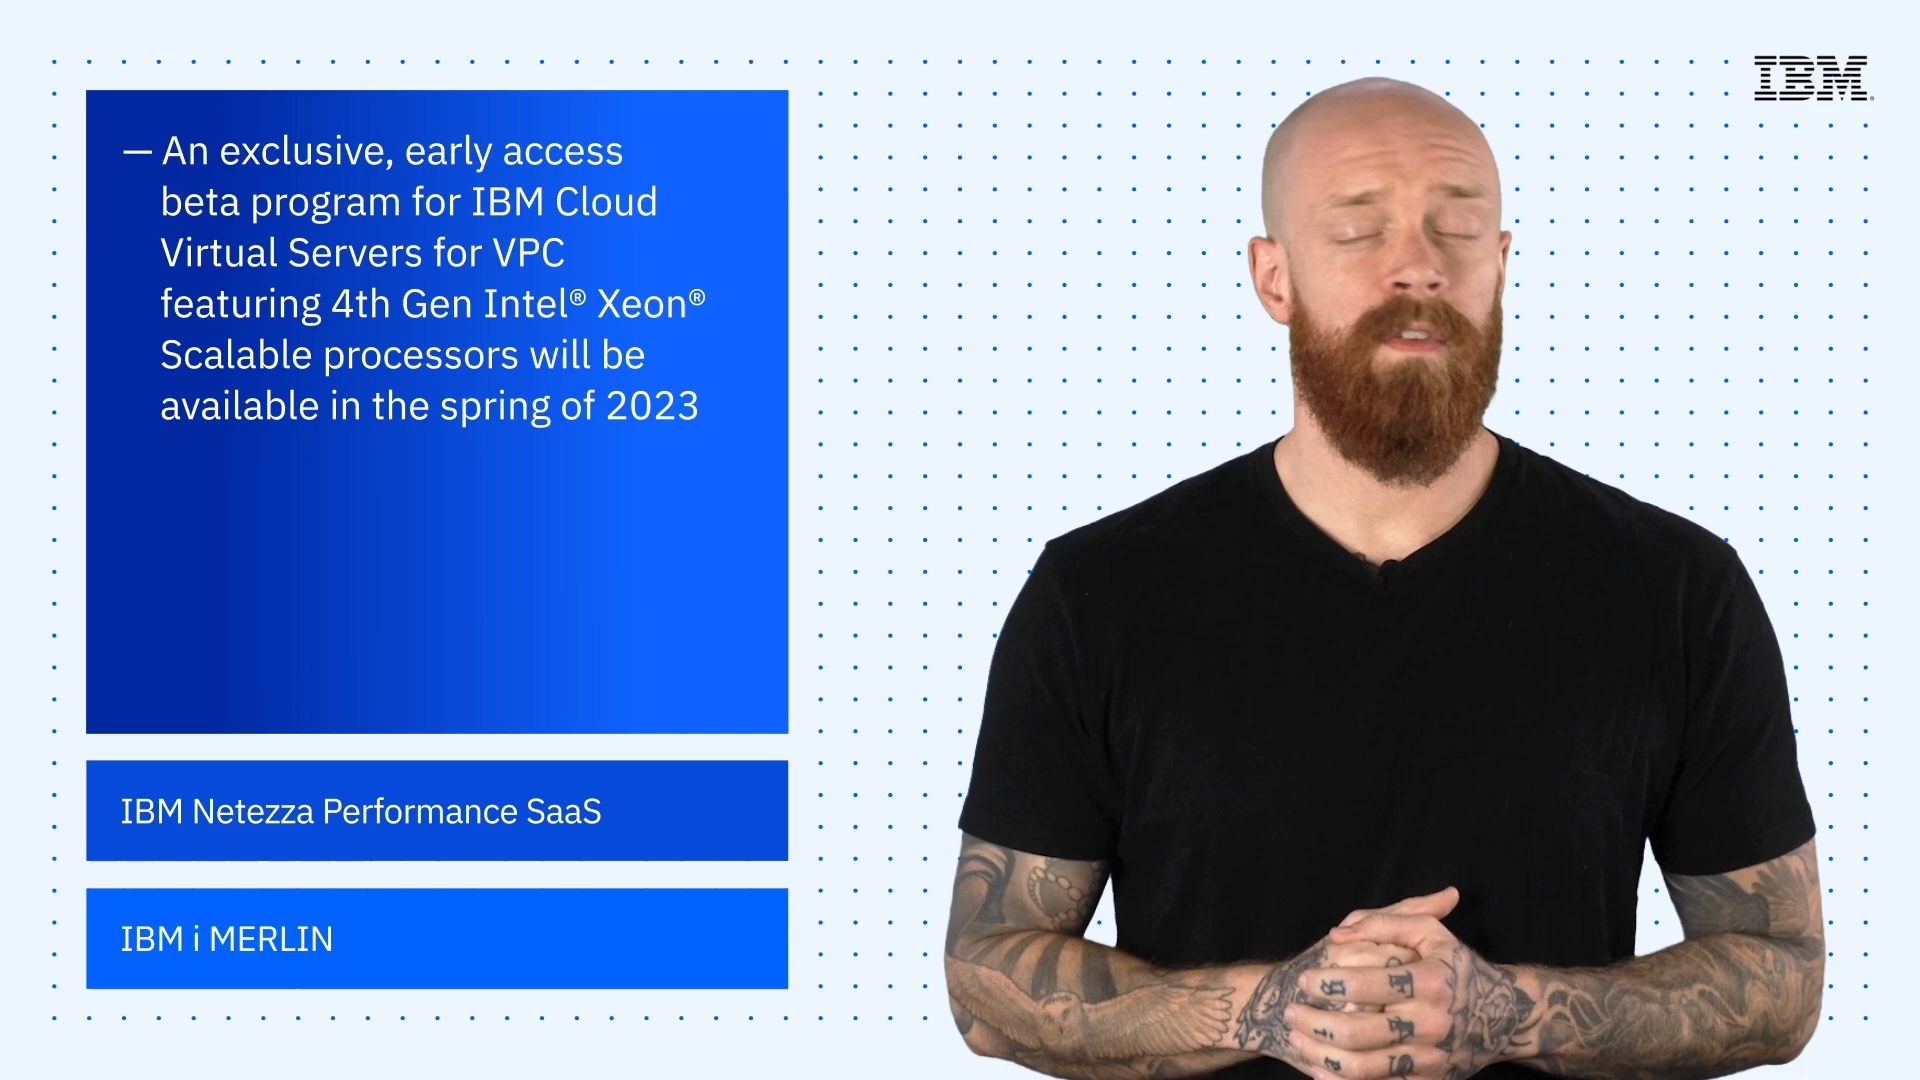 IBM
— An exclusive, early access
beta program for IBM Cloud
Virtual Servers for VPC
featuring 4th Gen Intel® Xeon®
Scalable processors will be
available in the spring of 2023
IBM Netezza Performance SaaS
IBM i MERLIN